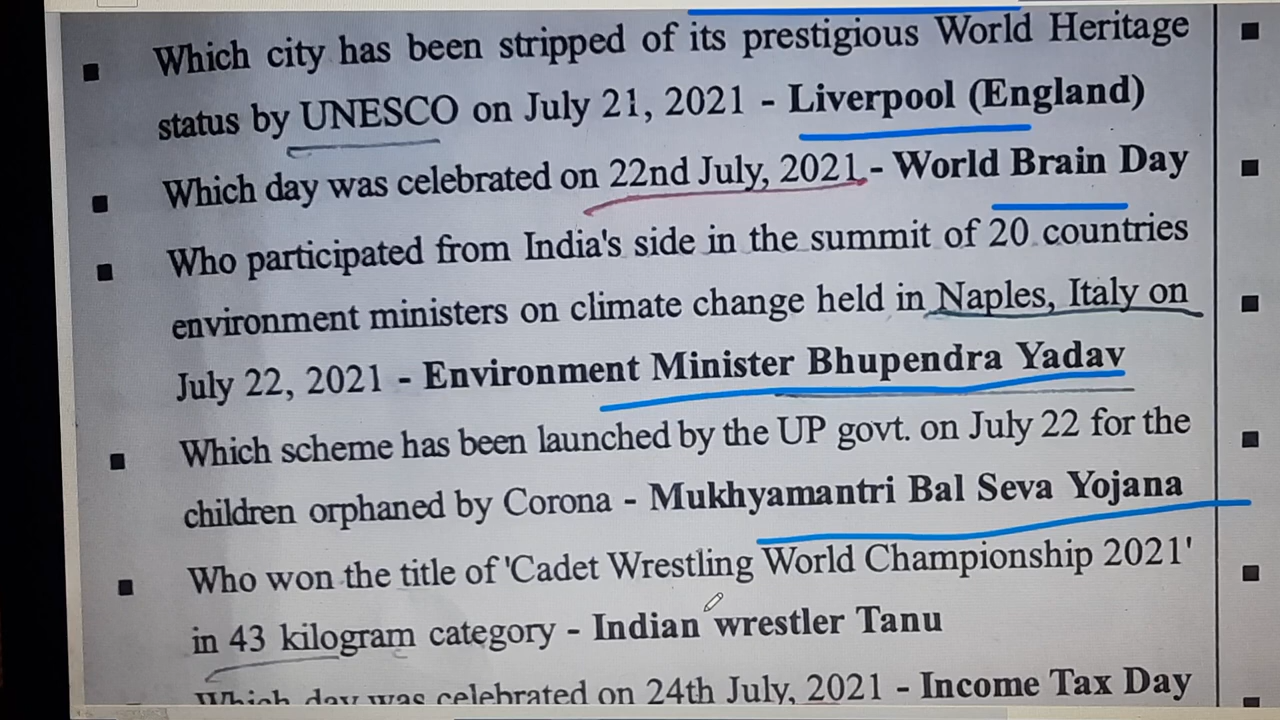 Which city has been stripped of its prestigious World Heritage
status by UNESCO on July 21, 2021 - Liverpool (England)
Which day was celebrated on 22nd July, 2021 - World Brain Day
Who participated from India's side in the summit of 20 countries
environment ministers on climate change held in Naples, Italy on
July 22, 2021 - Environment Minister Bhupendra Yadav
Which scheme has been launched by the UP govt. on July 22 for the
children orphaned by Corona - Mukhyamantri Bal Seva Yojana
Who won the title of 'Cadet Wrestling World Championship 2021'
in 43 kilogram category - Indian wrestler Tanu
Which day was celebrated on 24th July, 2021 - Income Tax Day